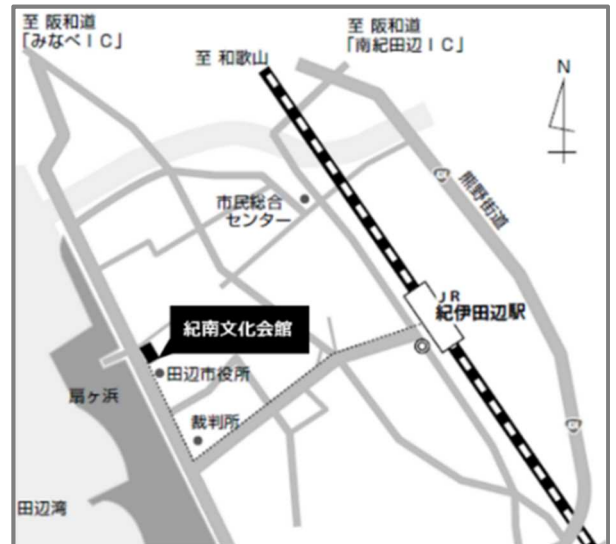 至 阪和道
「みなべＩＣ」
至 阪和道
「南紀田辺ＩＣ」
至 和歌山
N
熊野街道
市民総合
センター
ＪＲ
紀伊田辺駅
紀南文化会館
田辺市役所
扇ヶ浜
裁判所
田辺湾